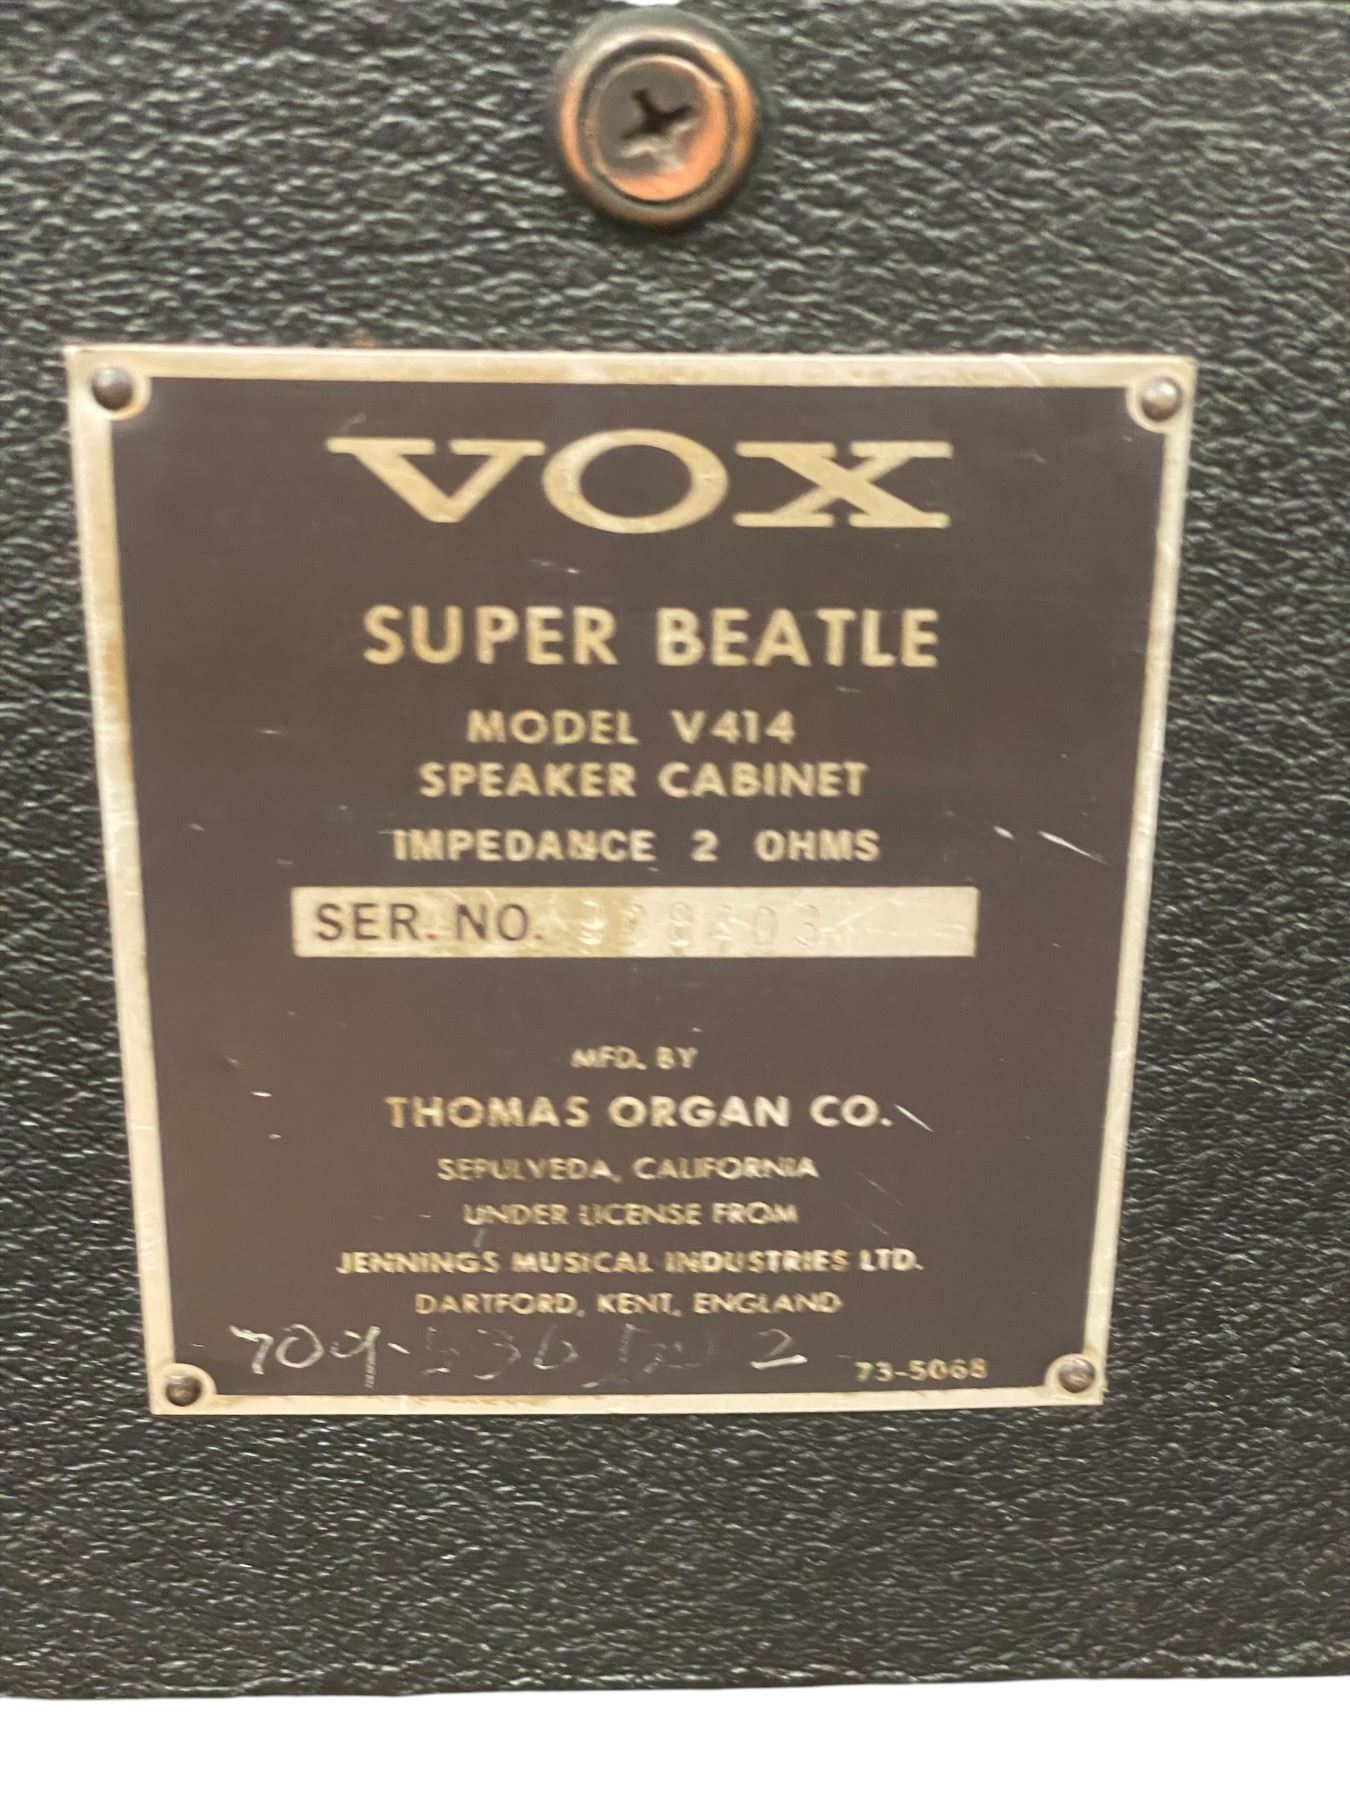 VOX
SUPER BEATLE
MODEL V414
SPEAKER CABINET
IMPEDANCE 2 OHMS
SER. NO.
MFD. BY
THOMAS ORGAN CO.
SEPULVEDA, CALIFORNIA
UNDER LICENSE FROM
JENNINGS MUSICAL INDUSTRIES LTD.
DARTFORD, KENT, ENGLAND
73-5068